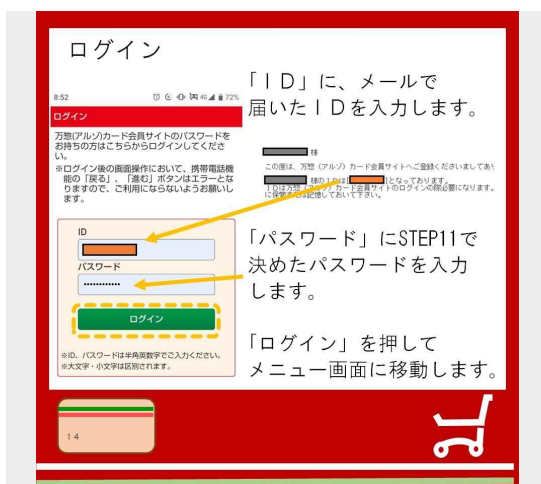 ログイン
8:52
4G
72%
ログイン
万惣(アルゾ)カード会員サイトのパスワードを
お持ちの方はこちらからログインしてくださ
い。
※ログイン後の画面操作において、携帯電話機
能の「戻る」、「進む」ボタンはエラーとな
りますので、ご利用にならないようお願いし
ます。
ID
パスワード
ログイン
※ID、パスワードは半角英数字でご入力ください。
※大文字・小文字は区別されます。
「ID」に、メールで
届いたIDを入力します。
様
この度は、万惣（アルゾ）カード会員サイトへご登録くださいましてあり
様のIDは[ ]となっております。
IDは万惣（アルゾ）カード会員サイトのログインの際必要になります。
「パスワード」にSTEP11で
決めたパスワードを入力
します。
「ログイン」を押して
メニュー画面に移動します。
14